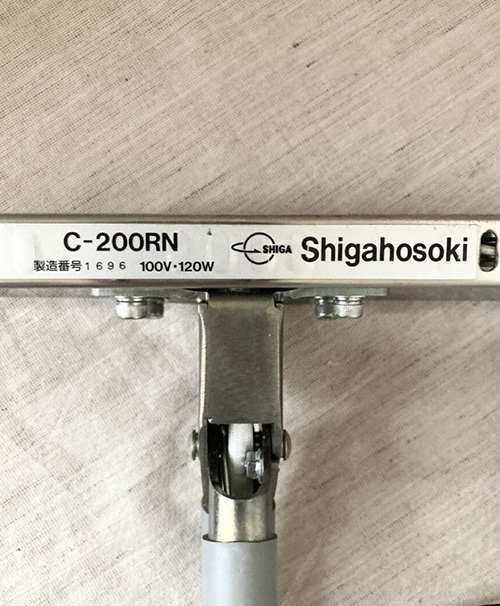 C-200RN
製造番号1696 100V・120W
SHIGA
Shigahosoki